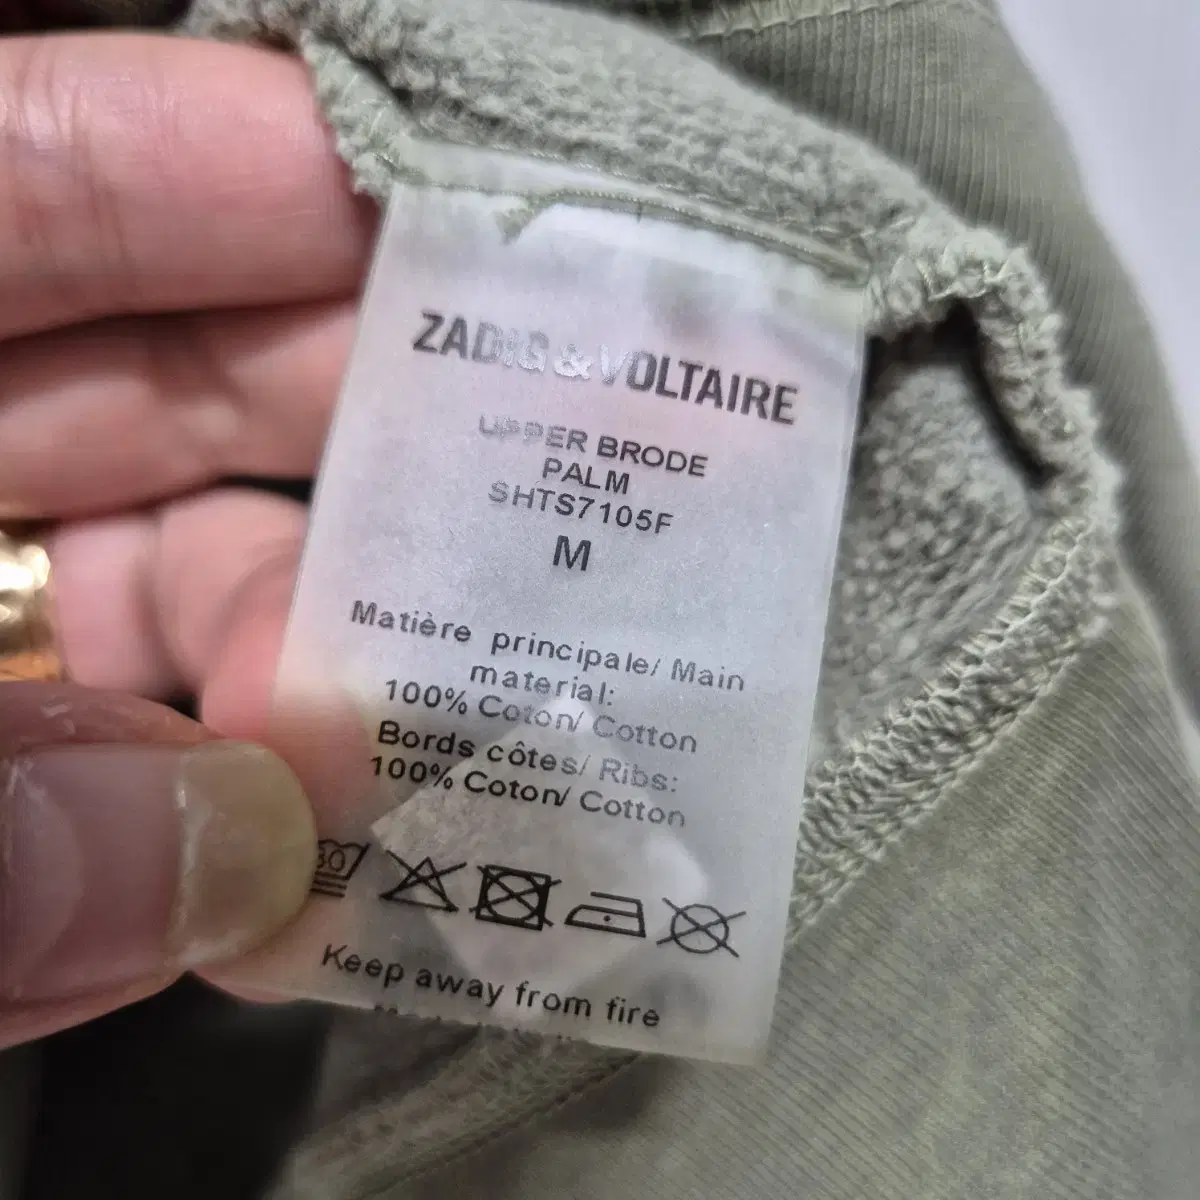 ZADIG & VOLTAIRE
UPPER BRODE
PALM
SHTS7105F
M
Matière principale/ Main
material:
100% Coton/ Cotton
Bords côtes/ Ribs:
100% Coton/ Cotton
30
Keep away from fire